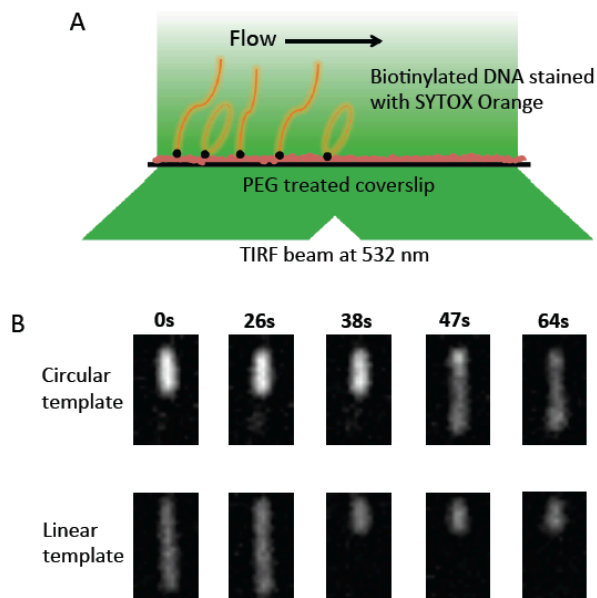 A
Flow
Biotinylated DNA stained
with SYTOX Orange
PEG treated coverslip
TIRF beam at 532 nm
B
0s 26s 38s 47s 64s
Circular
template
Linear
template